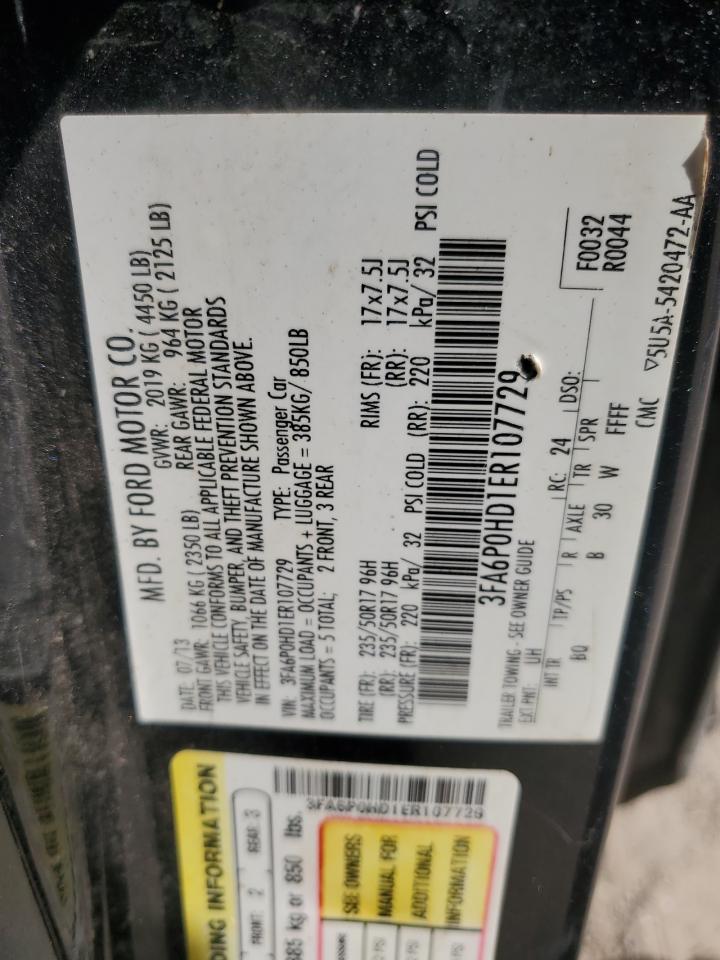 MFD. BY FORD MOTOR CO.
DATE: 07/13 GVWR: 2019 KG ( 4450 LB)
FRONT GAWR: 1066 KG ( 2350 LB) REAR GAWR: 964 KG ( 2125 LB)
THIS VEHICLE CONFORMS TO ALL APPLICABLE FEDERAL MOTOR
VEHICLE SAFETY, BUMPER, AND THEFT PREVENTION STANDARDS
IN EFFECT ON THE DATE OF MANUFACTURE SHOWN ABOVE.
VIN: 3FA6P0HD1ER107729 TYPE: Passenger Car
MAXIMUM LOAD = OCCUPANTS + LUGGAGE = 385KG/ 850LB
OCCUPANTS = 5 TOTAL; 2 FRONT, 3 REAR
TIRE (FR): 235/50R17 96H RIMS (FR): 17x7.5J
(RR): 235/50R17 96H (RR): 17x7.5J
PRESSURE (FR): 220 kPa/ 32 PSI COLD (RR): 220 kPa/ 32 PSI COLD
3FA6P0HD1ER107729
TRAILER TOWING - SEE OWNER GUIDE
EXT PNT: UH RC: 24 DSO: F0032
R0044
INT TR TP/PS R AXLE TR SPR
BQ B 30 W FFFF
CMC ▽5U5A-5420472-AA
3FA6P0HD1ER107729
DING INFORMATION
FRONT: 2 REAR: 3
385 kg or 850 lbs.
SEE OWNERS
MANUAL FOR
ADDITIONAL
INFORMATION